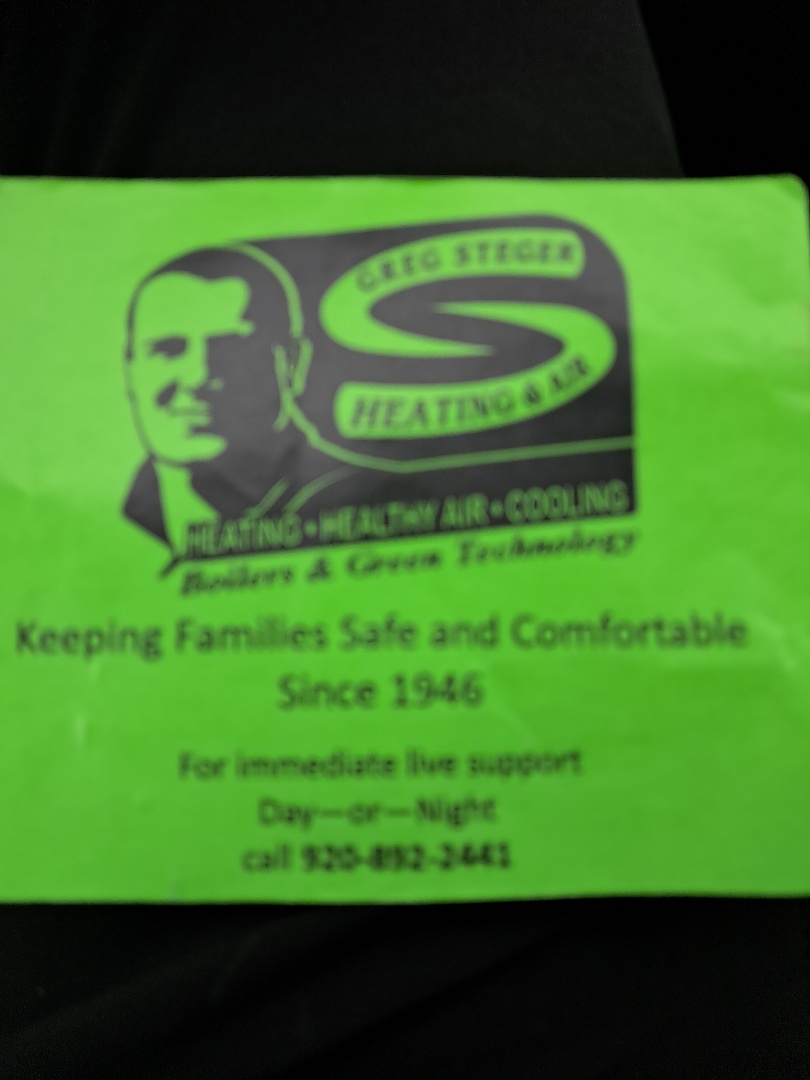 GREG STEGER
HEATING & AIR
HEATING • HEALTHY AIR • COOLING
Boilers & Green Technology
Keeping Families Safe and Comfortable
Since 1946
For immediate live support
Day—or—Night
call 920-892-2441